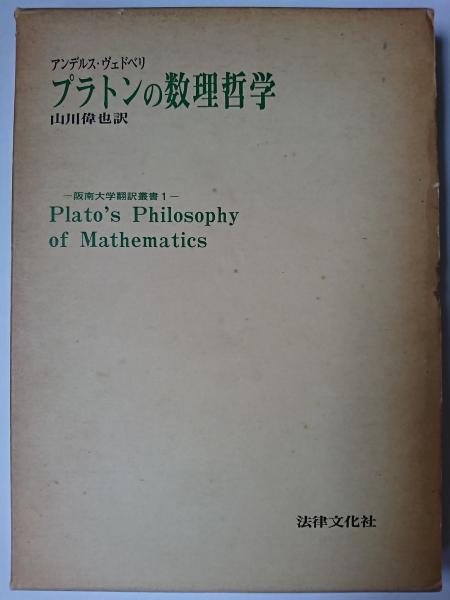 アンデルス・ヴェドベリ
プラトンの数理哲学
山川偉也訳
－阪南大学翻訳叢書1－
Plato's Philosophy
of Mathematics
法律文化社